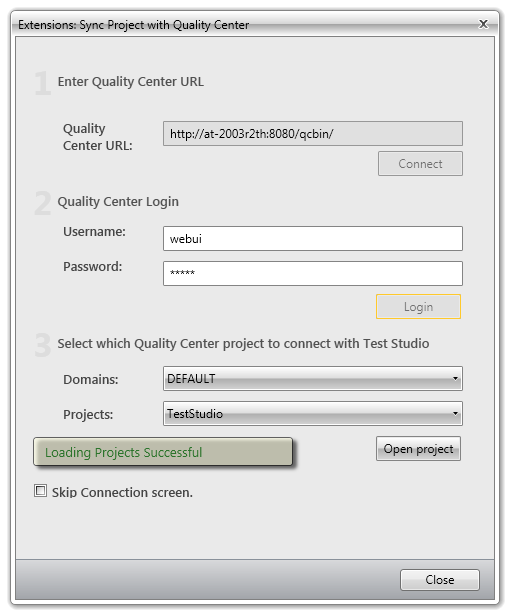 Extensions: Sync Project with Quality Center
X
1 Enter Quality Center URL
Quality
Center URL:
http://at-2003r2th:8080/qcbin/
Connect
2 Quality Center Login
Username:
webui
Password:
*****
Login
3 Select which Quality Center project to connect with Test Studio
Domains:
DEFAULT
Projects:
TestStudio
Loading Projects Successful
Open project
Skip Connection screen.
Close